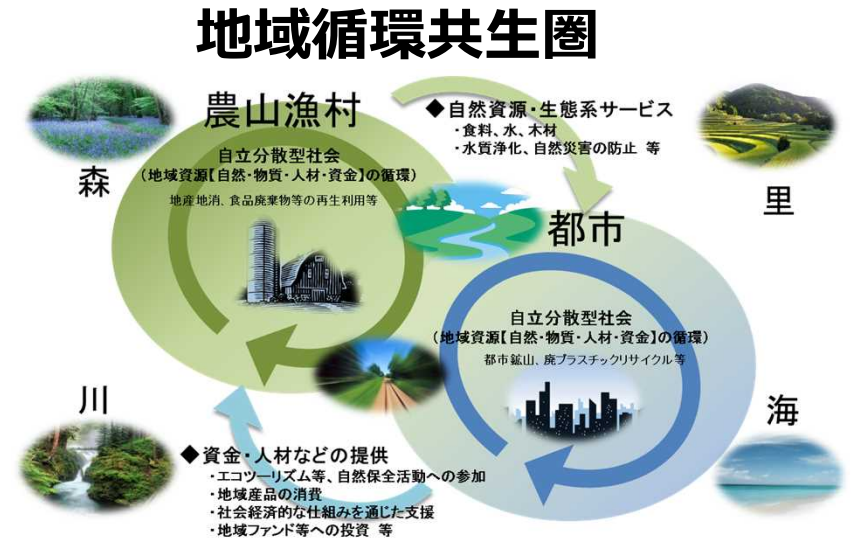 地域循環共生圏
農山漁村
自立分散型社会
(地域資源【自然・物質・人材・資金】の循環)
地産地消、食品廃棄物等の再生利用等
◆自然資源・生態系サービス
・食料、水、木材
・水質浄化、自然災害の防止 等
森
里
都市
自立分散型社会
(地域資源【自然・物質・人材・資金】の循環)
都市鉱山、廃プラスチックリサイクル等
川
海
◆資金・人材などの提供
・エコツーリズム等、自然保全活動への参加
・地域産品の消費
・社会経済的な仕組みを通じた支援
・地域ファンド等への投資 等